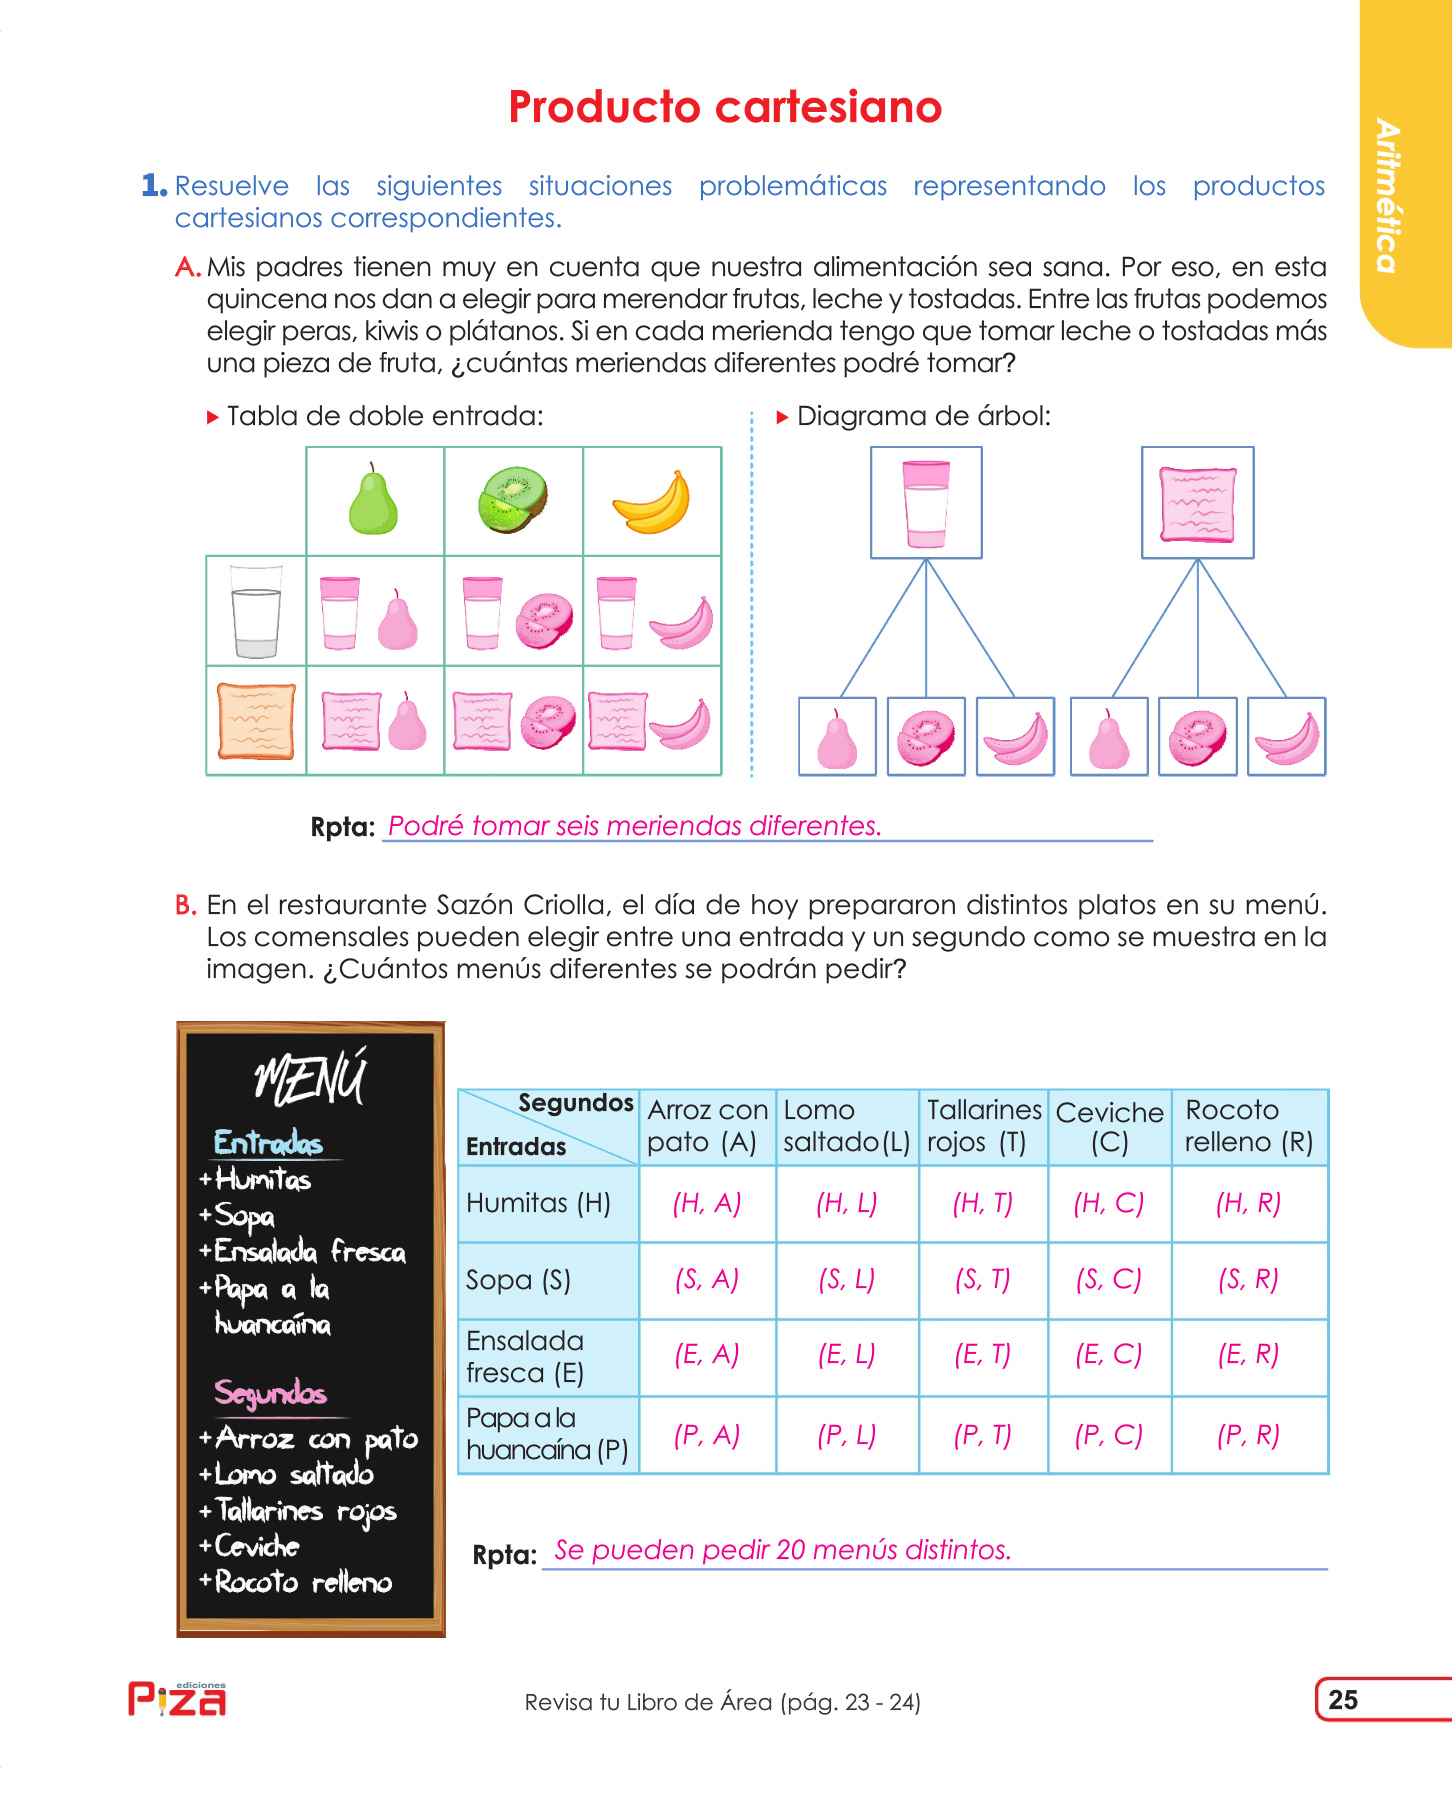 Aritmética
Producto cartesiano
1. Resuelve las siguientes situaciones problemáticas representando los productos
cartesianos correspondientes.
A. Mis padres tienen muy en cuenta que nuestra alimentación sea sana. Por eso, en esta
quincena nos dan a elegir para merendar frutas, leche y tostadas. Entre las frutas podemos
elegir peras, kiwis o plátanos. Si en cada merienda tengo que tomar leche o tostadas más
una pieza de fruta, ¿cuántas meriendas diferentes podré tomar?
Tabla de doble entrada:
Diagrama de árbol:
Rpta: Podré tomar seis meriendas diferentes.
B. En el restaurante Sazón Criolla, el día de hoy prepararon distintos platos en su menú.
Los comensales pueden elegir entre una entrada y un segundo como se muestra en la
imagen. ¿Cuántos menús diferentes se podrán pedir?
MENÚ
Entradas
+Humitas
+Sopa
+Ensalada fresca
+Papa a la
huancaína
Segundos
+Arroz con pato
+Lomo saltado
+Tallarines rojos
+Ceviche
+Rocoto relleno
Segundos
Entradas
Arroz con
pato (A)
Lomo
saltado(L)
Tallarines
rojos (T)
Ceviche
(C)
Rocoto
relleno (R)
Humitas (H) (H, A) (H, L) (H, T) (H, C) (H, R)
Sopa (S) (S, A) (S, L) (S, T) (S, C) (S, R)
Ensalada
fresca (E) (E, A) (E, L) (E, T) (E, C) (E, R)
Papa a la
huancaína (P) (P, A) (P, L) (P, T) (P, C) (P, R)
Rpta: Se pueden pedir 20 menús distintos.
ediciones
Piza
Revisa tu Libro de Área (pág. 23 - 24)
25